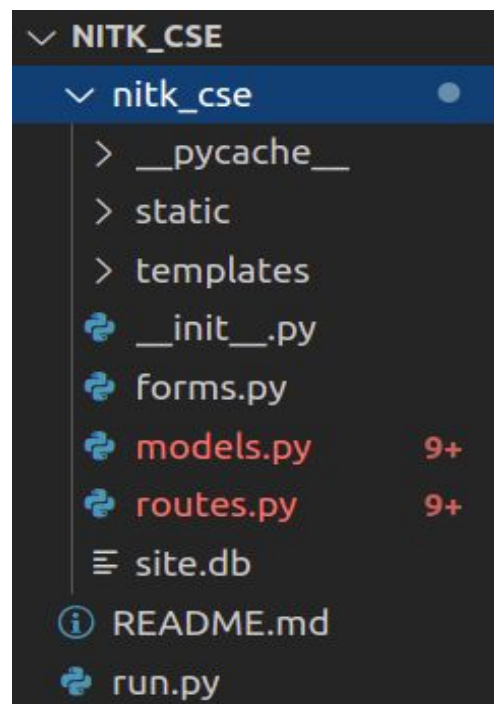 NITK_CSE
nitk_cse
__pycache__
static
templates
__init__.py
forms.py
models.py 9+
routes.py 9+
site.db
README.md
run.py